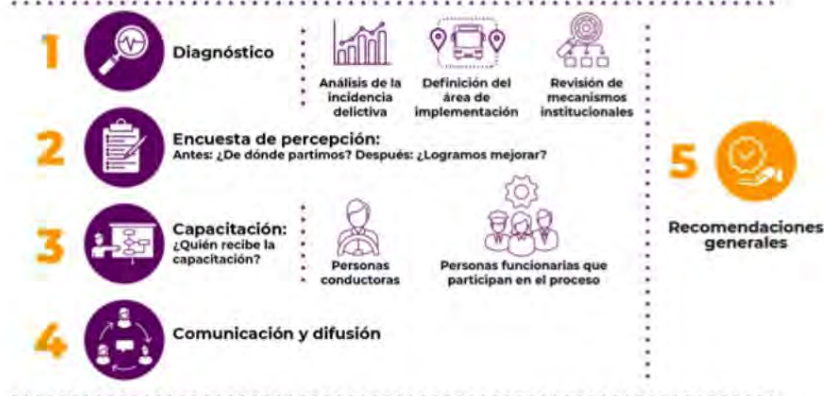 1
Diagnóstico
Análisis de la
incidencia
delictiva
Definición del
área de
implementación
Revisión de
mecanismos
institucionales
2
Encuesta de percepción:
Antes: ¿De dónde partimos? Después: ¿Logramos mejorar?
3
Capacitación:
¿Quién recibe la
capacitación?
Personas
conductoras
Personas funcionarias que
participan en el proceso
4
Comunicación y difusión
5
Recomendaciones
generales